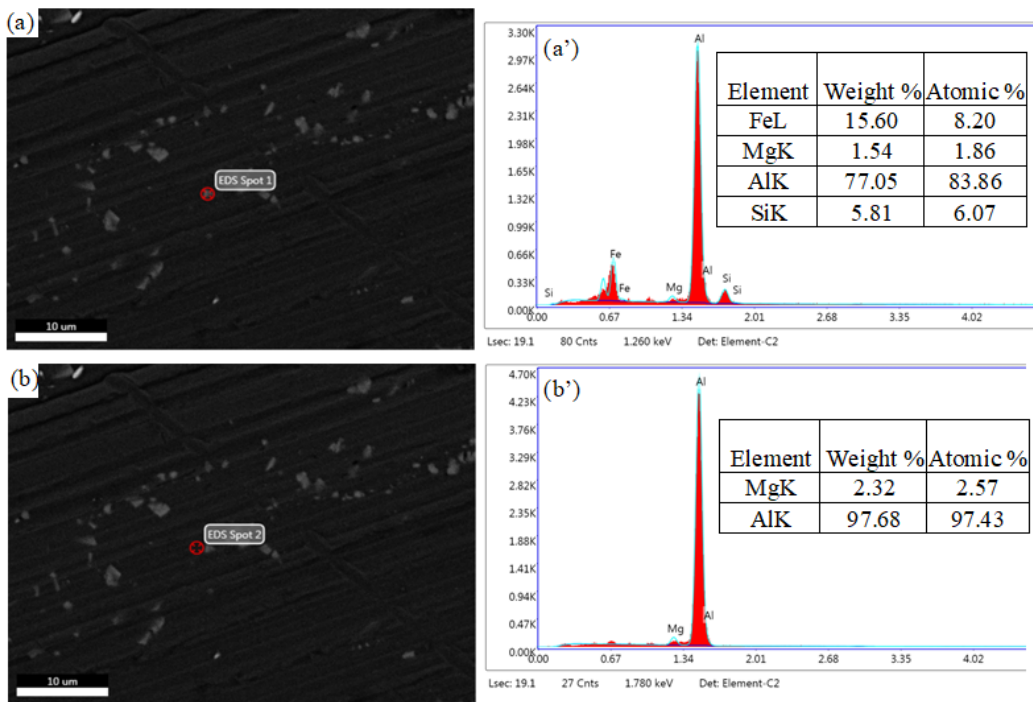 (a)
EDS Spot 1
10 um
(a’)
3.30K
2.97K
2.64K
2.31K
1.98K
1.65K
1.32K
0.99K
0.66K
0.33K
0.00K
Al
Fe
Si
Fe
Mg
Al
Si
Si
0.00 0.67 1.34 2.01 2.68 3.35 4.02
Lsec: 19.1 80 Cnts 1.260 keV Det: Element-C2
Element Weight % Atomic %
FeL 15.60 8.20
MgK 1.54 1.86
AlK 77.05 83.86
SiK 5.81 6.07
(b)
EDS Spot 2
10 um
(b’)
4.70K
4.23K
3.76K
3.29K
2.82K
2.35K
1.88K
1.41K
0.94K
0.47K
0.00K
Al
Mg
Al
0.00 0.67 1.34 2.01 2.68 3.35 4.02
Lsec: 19.1 27 Cnts 1.780 keV Det: Element-C2
Element Weight % Atomic %
MgK 2.32 2.57
AlK 97.68 97.43